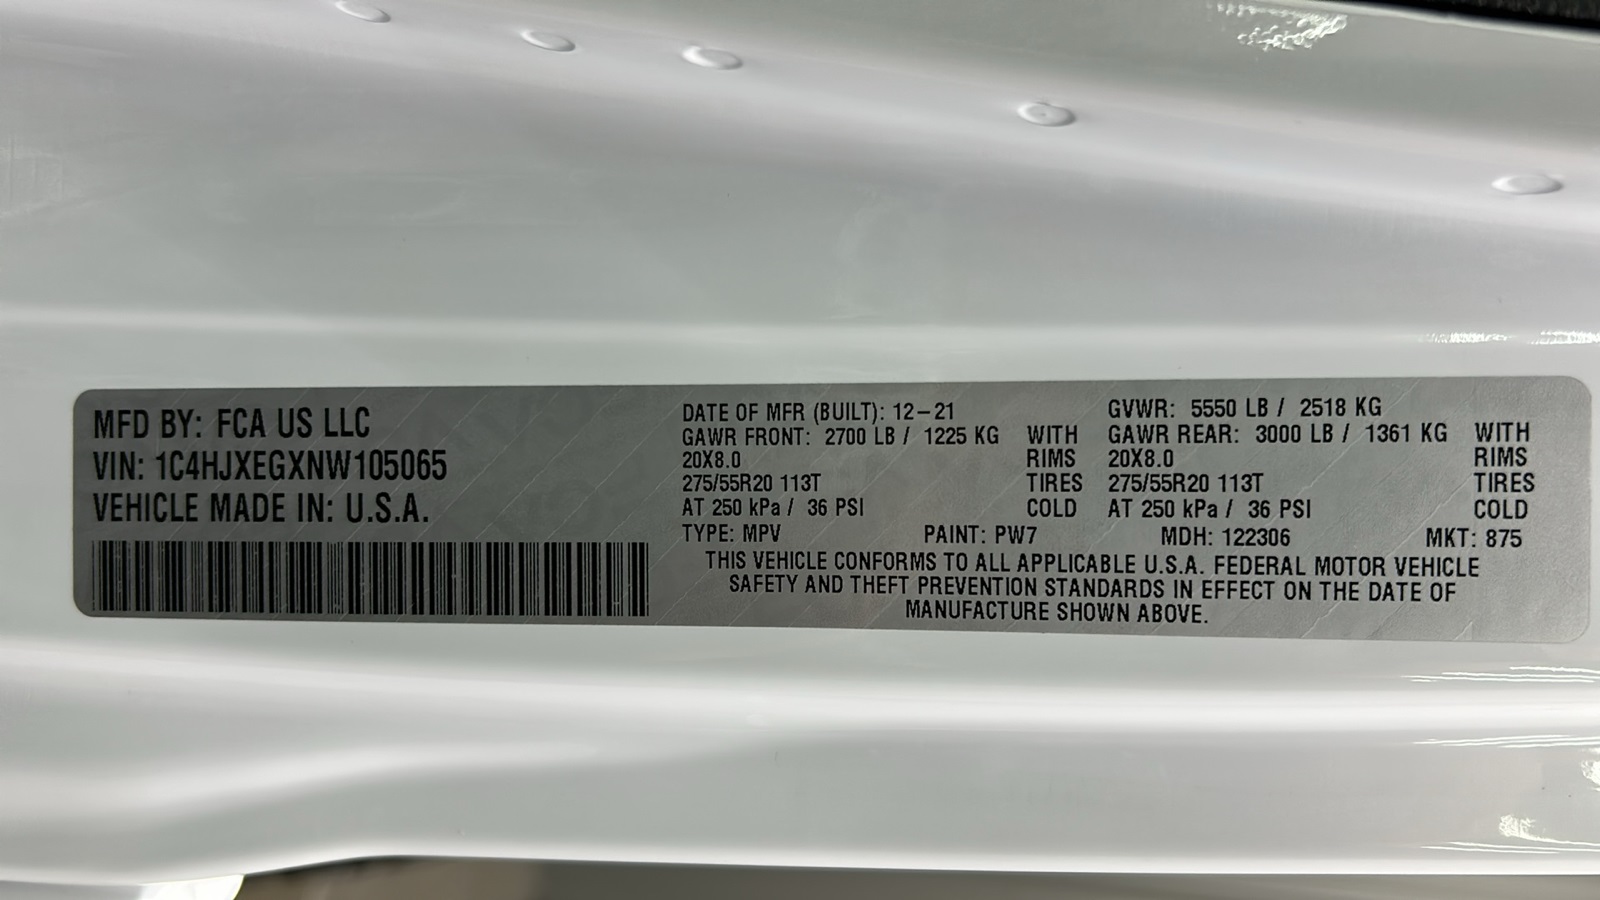 MFD BY: FCA US LLC
VIN: 1C4HJXEGXNW105065
VEHICLE MADE IN: U.S.A.
DATE OF MFR (BUILT): 12-21 GVWR: 5550 LB / 2518 KG
GAWR FRONT: 2700 LB / 1225 KG WITH GAWR REAR: 3000 LB / 1361 KG WITH
20X8.0 RIMS 20X8.0 RIMS
275/55R20 113T TIRES 275/55R20 113T TIRES
AT 250 kPa / 36 PSI COLD AT 250 kPa / 36 PSI COLD
TYPE: MPV PAINT: PW7 MDH: 122306 MKT: 875
THIS VEHICLE CONFORMS TO ALL APPLICABLE U.S.A. FEDERAL MOTOR VEHICLE
SAFETY AND THEFT PREVENTION STANDARDS IN EFFECT ON THE DATE OF
MANUFACTURE SHOWN ABOVE.